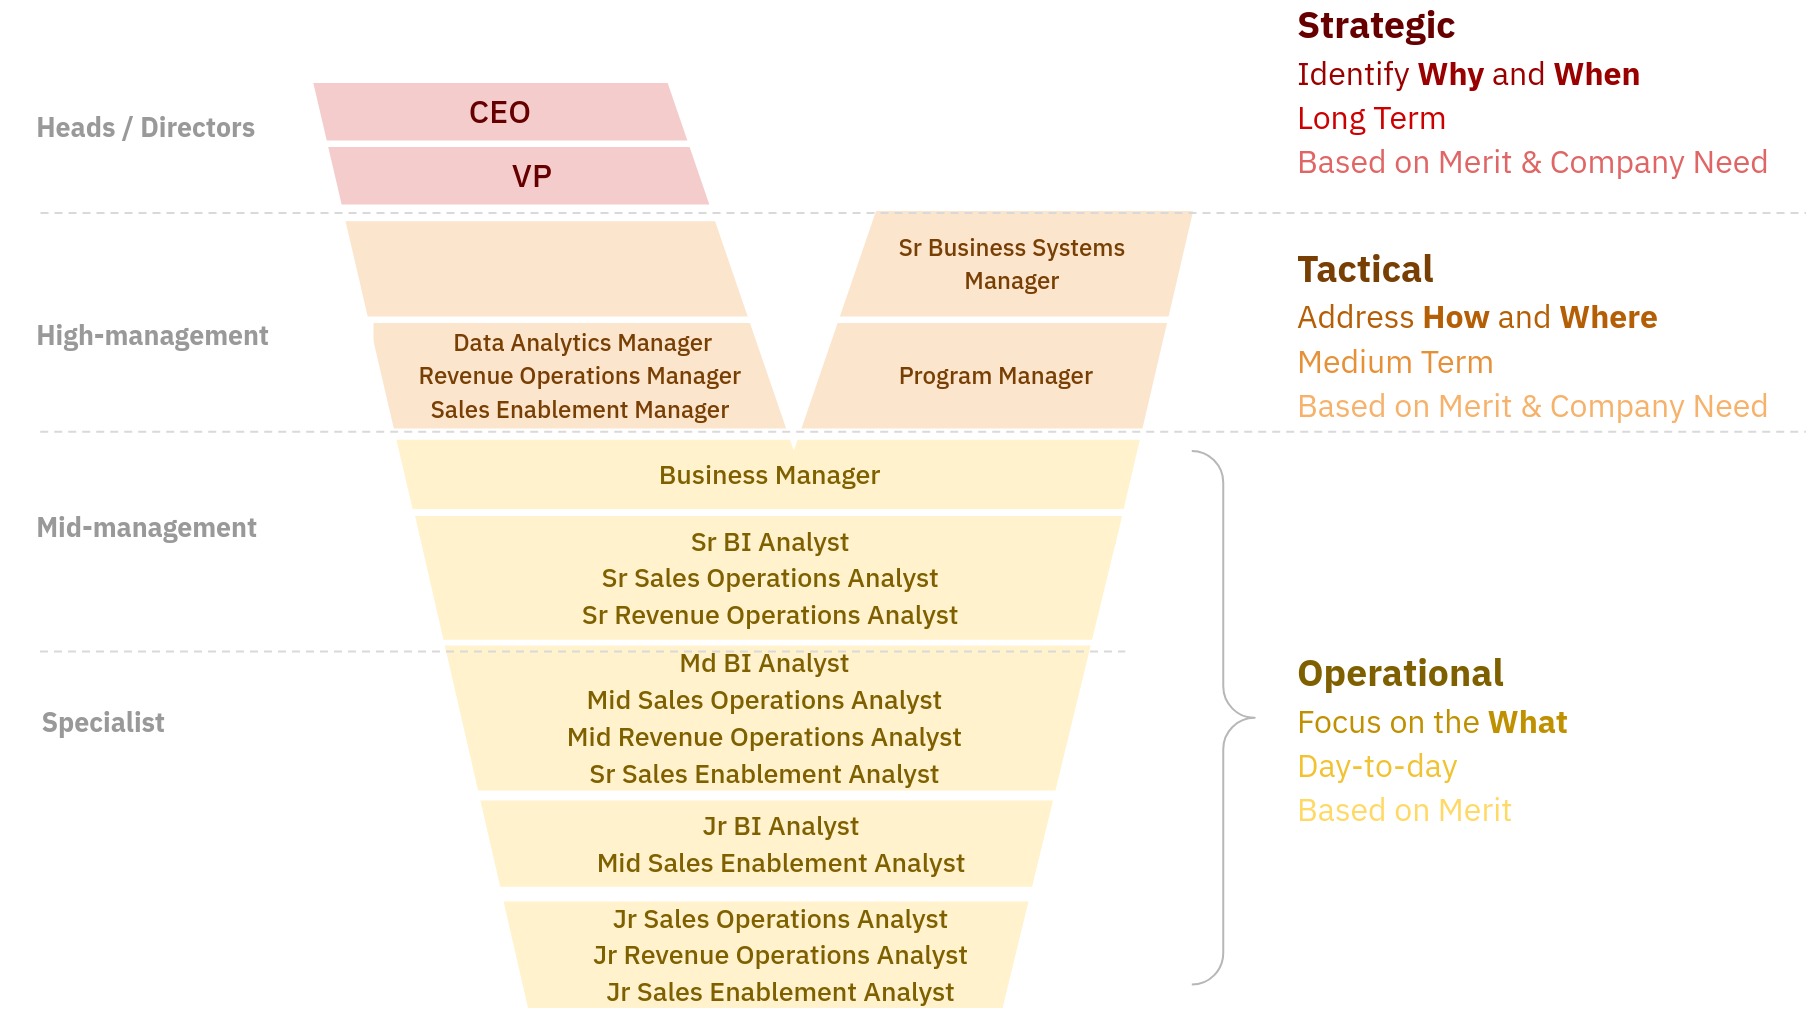 Strategic
Identify Why and When
Long Term
Based on Merit & Company Need
Heads / Directors
CEO
VP
High-management
Sr Business Systems
Manager
Data Analytics Manager
Revenue Operations Manager
Sales Enablement Manager
Program Manager
Tactical
Address How and Where
Medium Term
Based on Merit & Company Need
Mid-management
Business Manager
Sr BI Analyst
Sr Sales Operations Analyst
Sr Revenue Operations Analyst
Specialist
Md BI Analyst
Mid Sales Operations Analyst
Mid Revenue Operations Analyst
Sr Sales Enablement Analyst
Jr BI Analyst
Mid Sales Enablement Analyst
Jr Sales Operations Analyst
Jr Revenue Operations Analyst
Jr Sales Enablement Analyst
Operational
Focus on the What
Day-to-day
Based on Merit